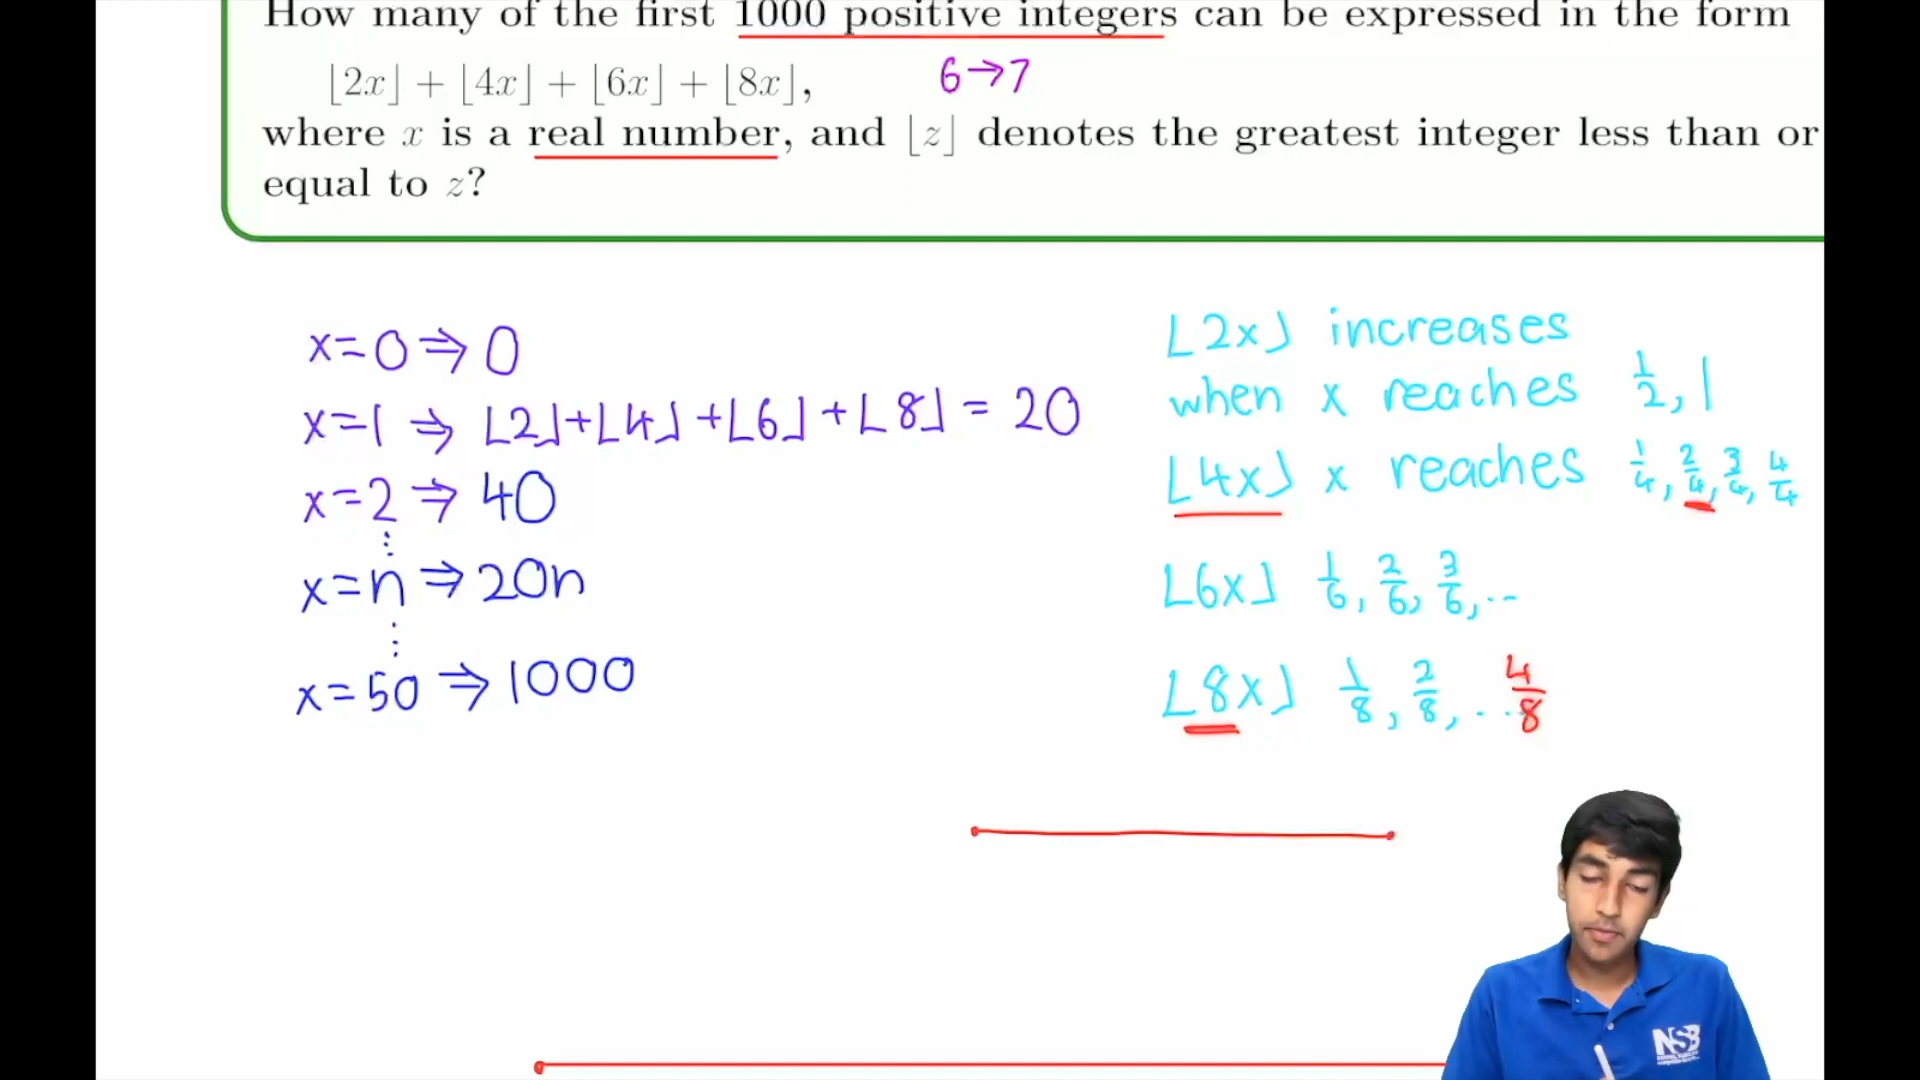 How many of the first 1000 positive integers can be expressed in the form
⌊2x⌋ + ⌊4x⌋ + ⌊6x⌋ + ⌊8x⌋, 6→7
where x is a real number, and ⌊z⌋ denotes the greatest integer less than or
equal to z?
x=0 ⇒ 0
x=1 ⇒ ⌊2⌋+⌊4⌋+⌊6⌋+⌊8⌋ = 20
x=2 ⇒ 40
⋮
x=n ⇒ 20n
⋮
x=50 ⇒ 1000
⌊2x⌋ increases
when x reaches 1/2, 1
⌊4x⌋ x reaches 1/4, 2/4, 3/4, 4/4
⌊6x⌋ 1/6, 2/6, 3/6, ..
⌊8x⌋ 1/8, 2/8, ... 4/8
NSB